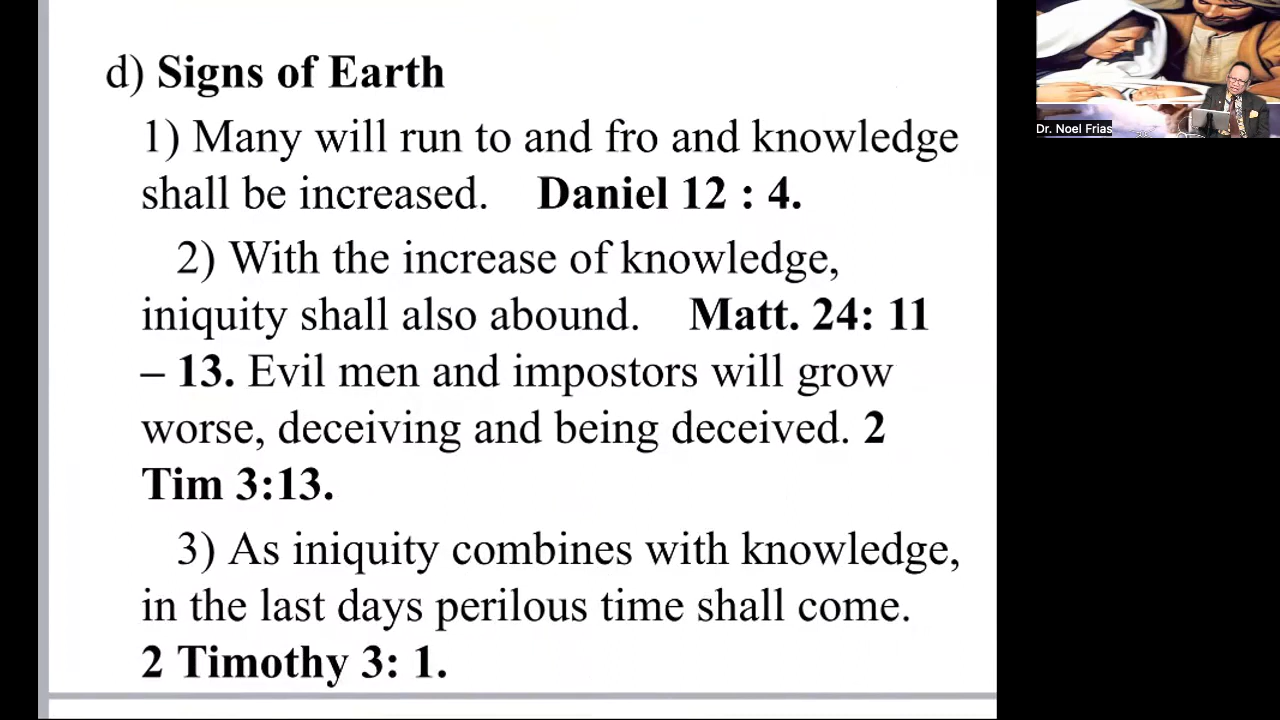 d) Signs of Earth
1) Many will run to and fro and knowledge
shall be increased. Daniel 12 : 4.
2) With the increase of knowledge,
iniquity shall also abound. Matt. 24: 11
– 13. Evil men and impostors will grow
worse, deceiving and being deceived. 2
Tim 3:13.
3) As iniquity combines with knowledge,
in the last days perilous time shall come.
2 Timothy 3: 1.
Dr. Noel Frias